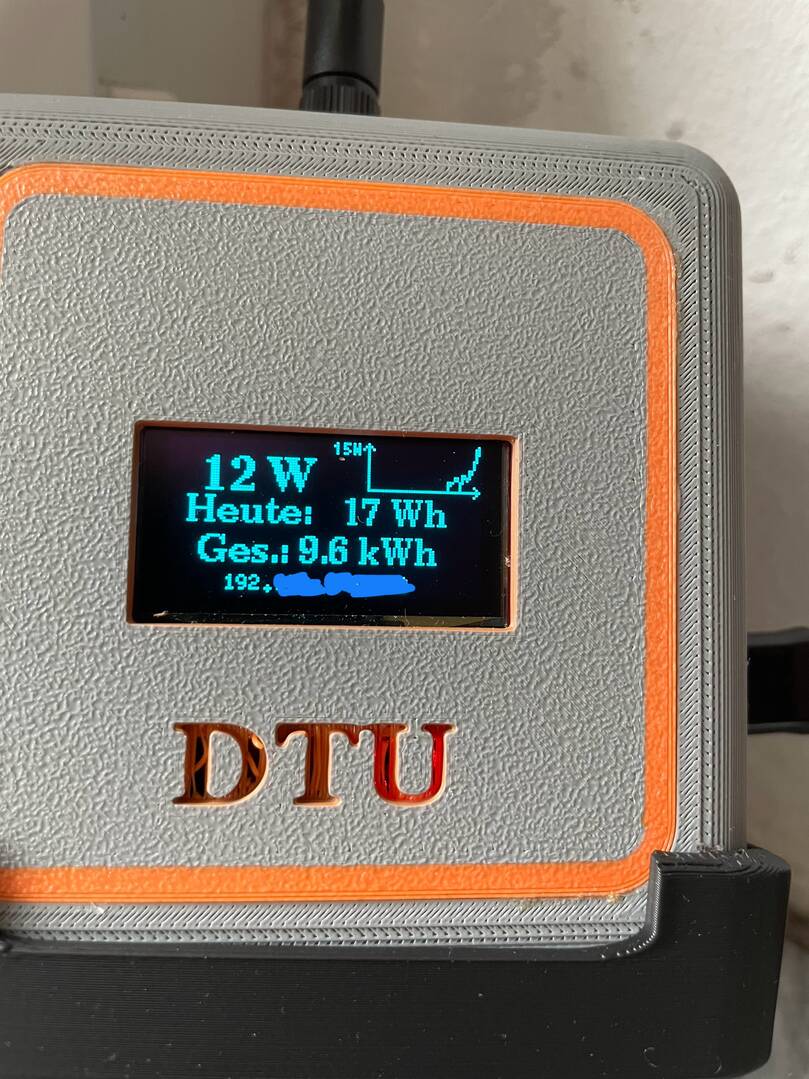 15W
12 W
Heute: 17 Wh
Ges.: 9.6 kWh
192.
DTU